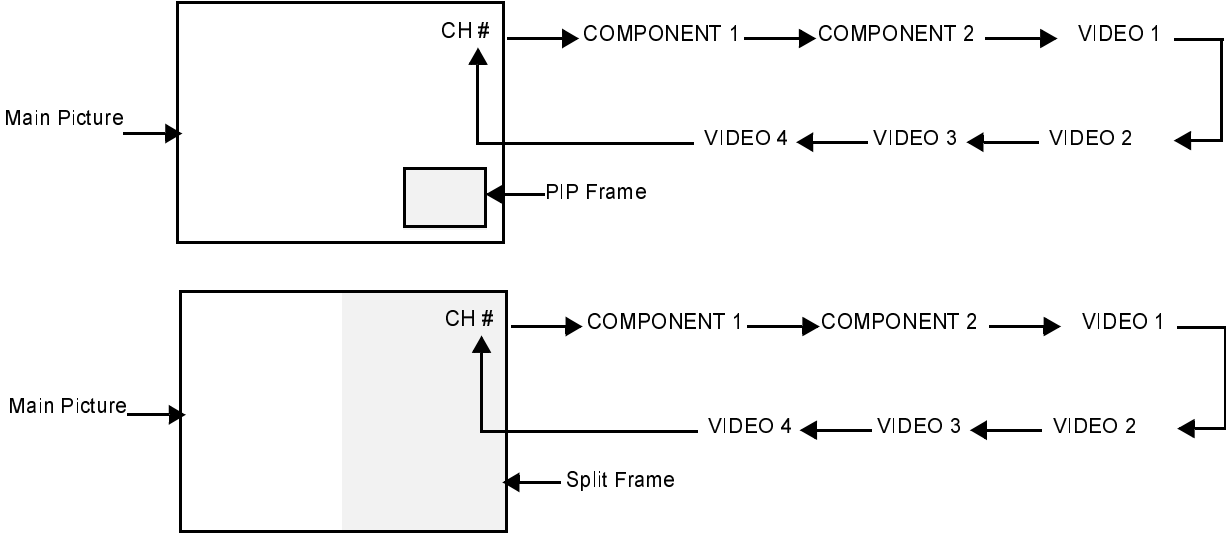 CH # COMPONENT 1 COMPONENT 2 VIDEO 1
Main Picture
VIDEO 4 VIDEO 3 VIDEO 2
PIP Frame
CH # COMPONENT 1 COMPONENT 2 VIDEO 1
Main Picture
VIDEO 4 VIDEO 3 VIDEO 2
Split Frame